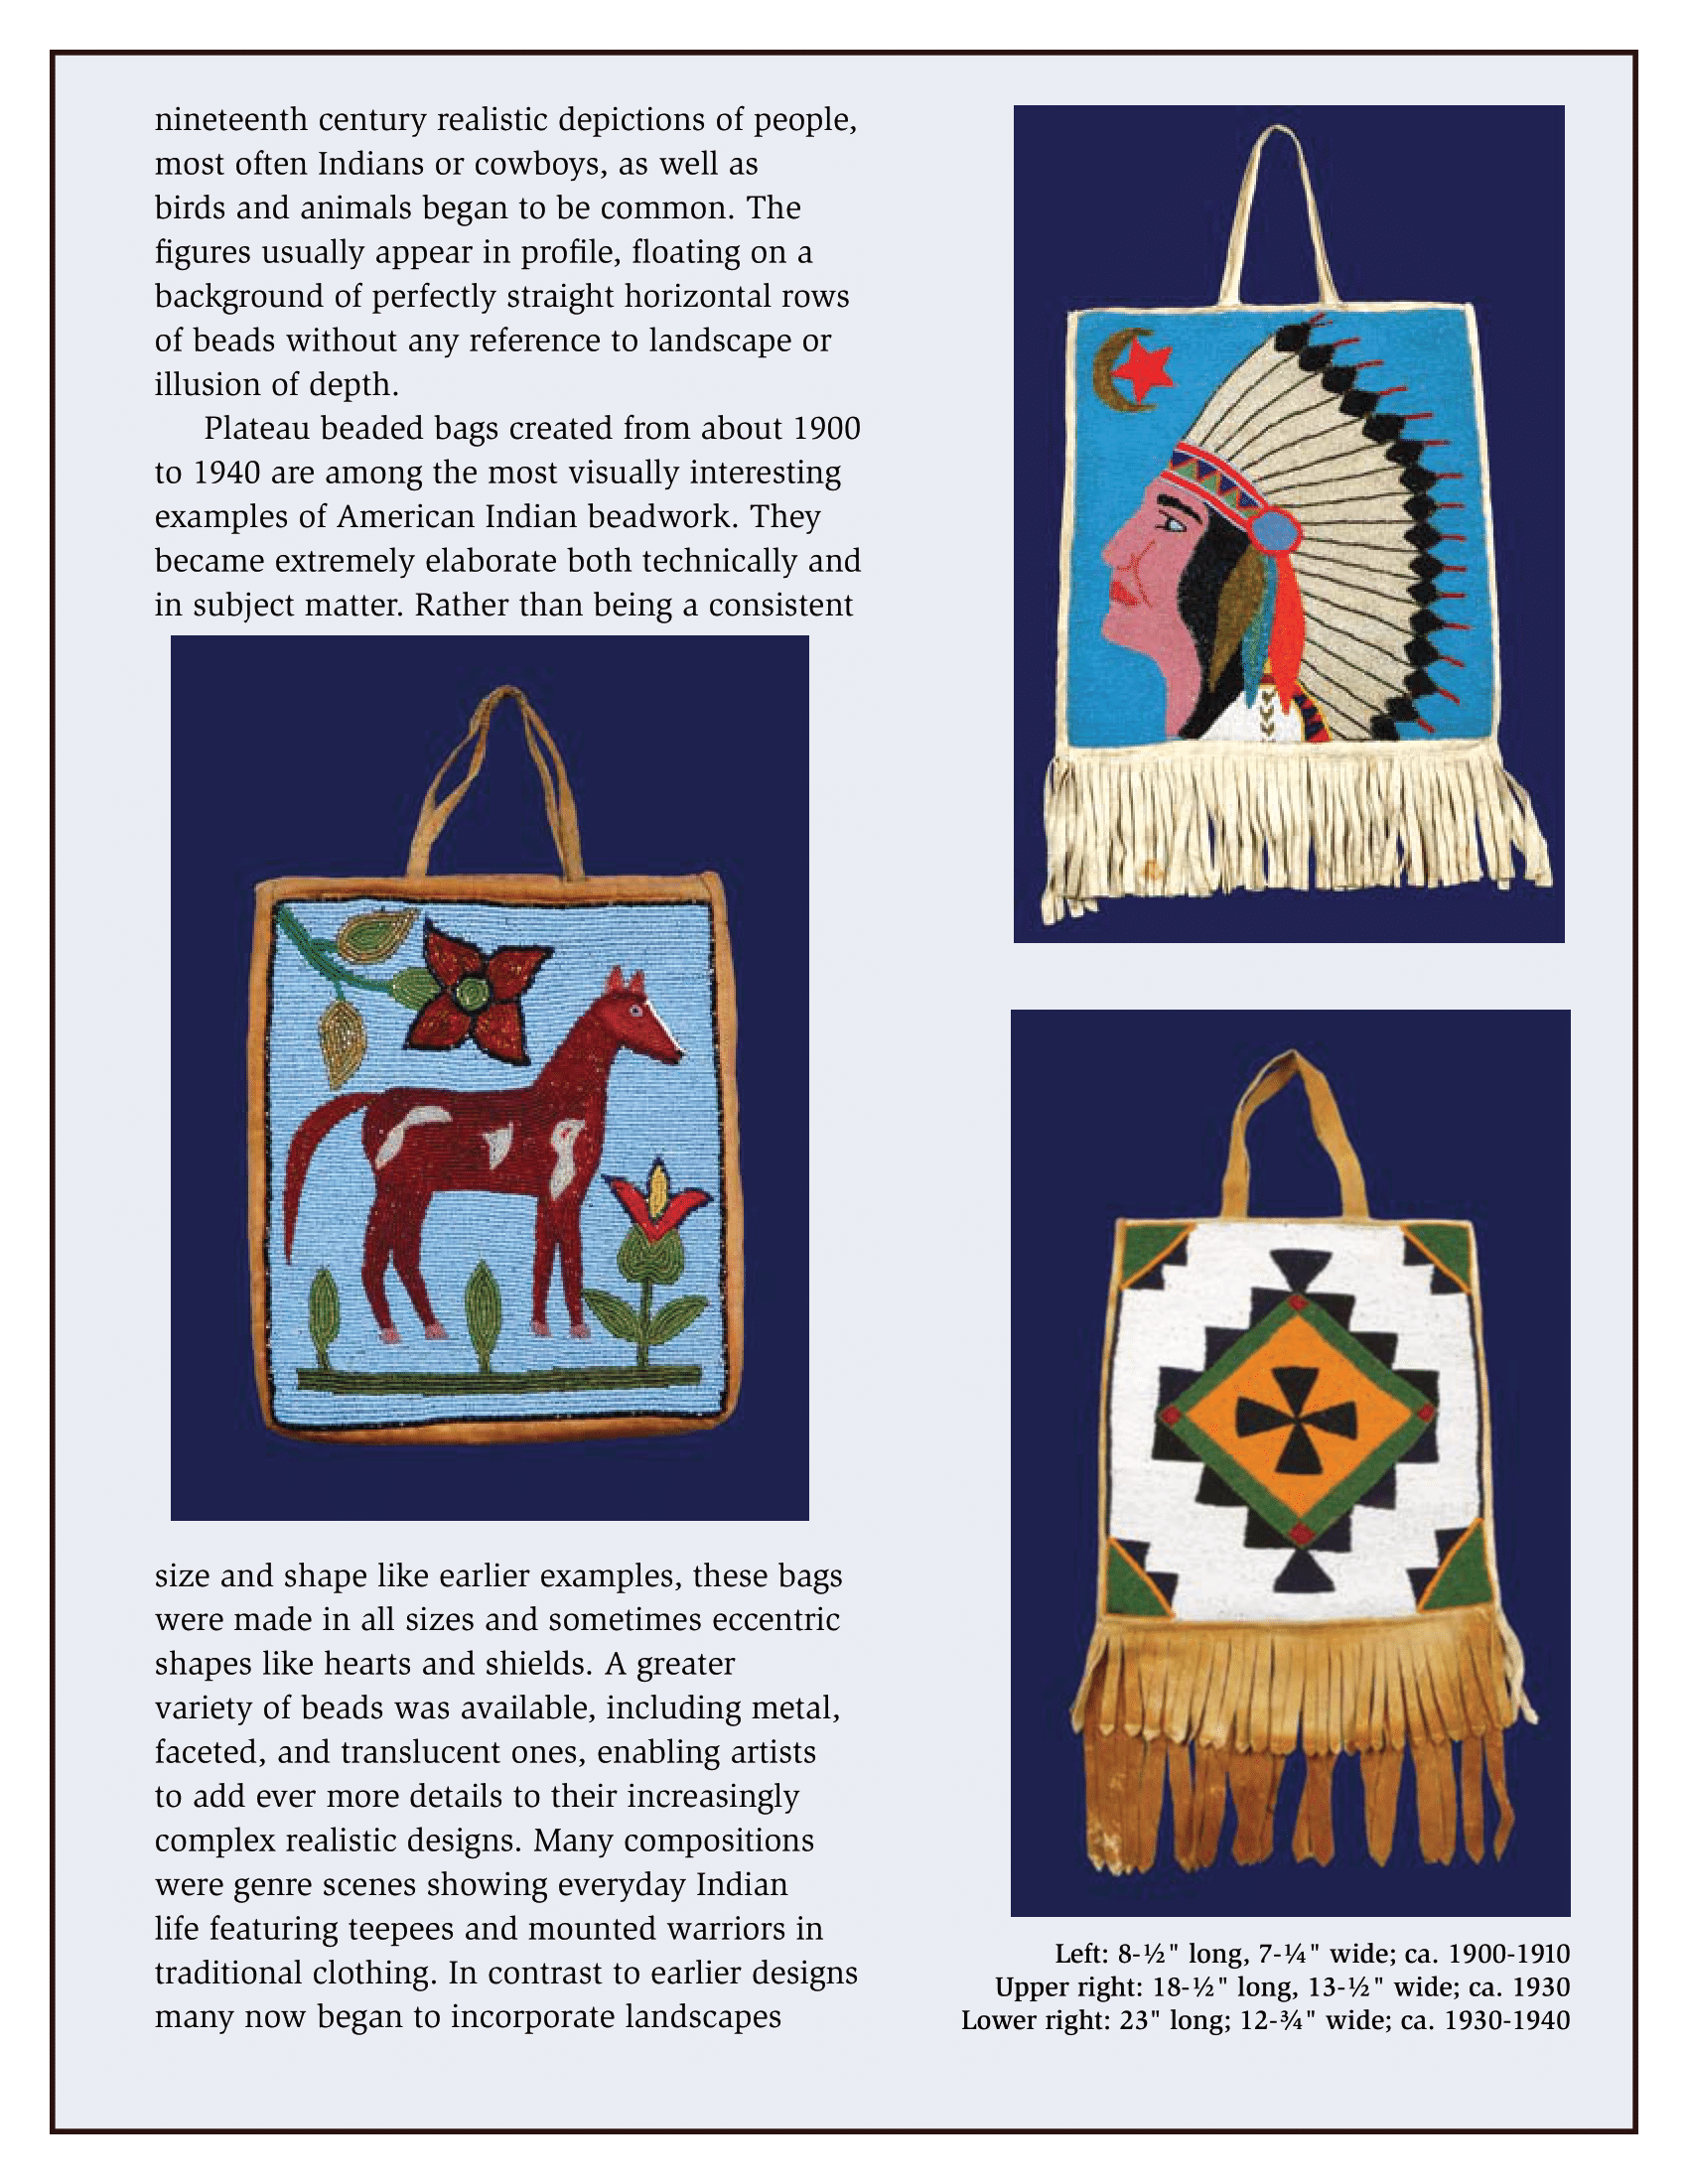 nineteenth century realistic depictions of people,
most often Indians or cowboys, as well as
birds and animals began to be common. The
figures usually appear in profile, floating on a
background of perfectly straight horizontal rows
of beads without any reference to landscape or
illusion of depth.
Plateau beaded bags created from about 1900
to 1940 are among the most visually interesting
examples of American Indian beadwork. They
became extremely elaborate both technically and
in subject matter. Rather than being a consistent
size and shape like earlier examples, these bags
were made in all sizes and sometimes eccentric
shapes like hearts and shields. A greater
variety of beads was available, including metal,
faceted, and translucent ones, enabling artists
to add ever more details to their increasingly
complex realistic designs. Many compositions
were genre scenes showing everyday Indian
life featuring teepees and mounted warriors in
traditional clothing. In contrast to earlier designs
many now began to incorporate landscapes
Left: 8-½" long, 7-¼" wide; ca. 1900-1910
Upper right: 18-½" long, 13-½" wide; ca. 1930
Lower right: 23" long; 12-¾" wide; ca. 1930-1940